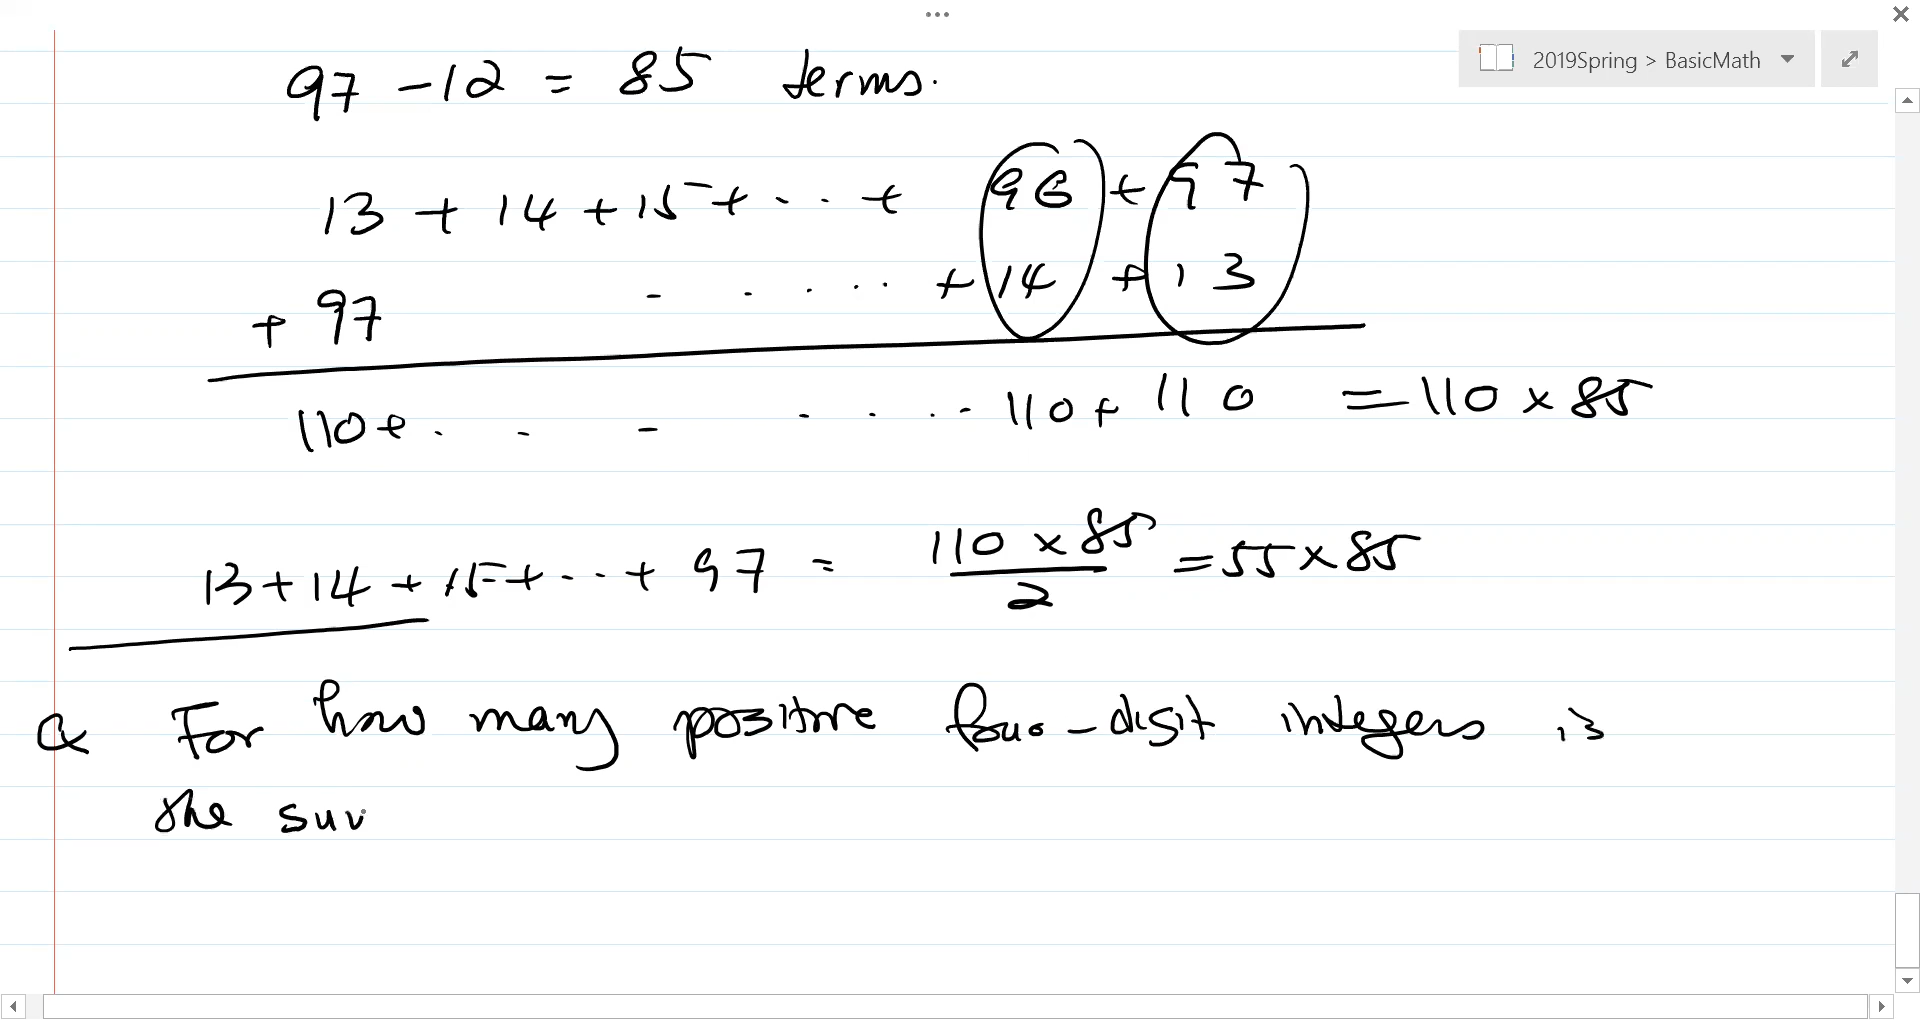 ...
2019Spring > BasicMath
97 - 12 = 85 terms.
13 + 14 + 15 + ... + 96 + 97
+ 97 - . . . . . + 14 + 13
110 + . . - . . . . - 110 + 110 = 110 × 85
13 + 14 + 15 + ... + 97 = 110 × 85 / 2 = 55 × 85
Q For how many positive four-digit integers is
the sum